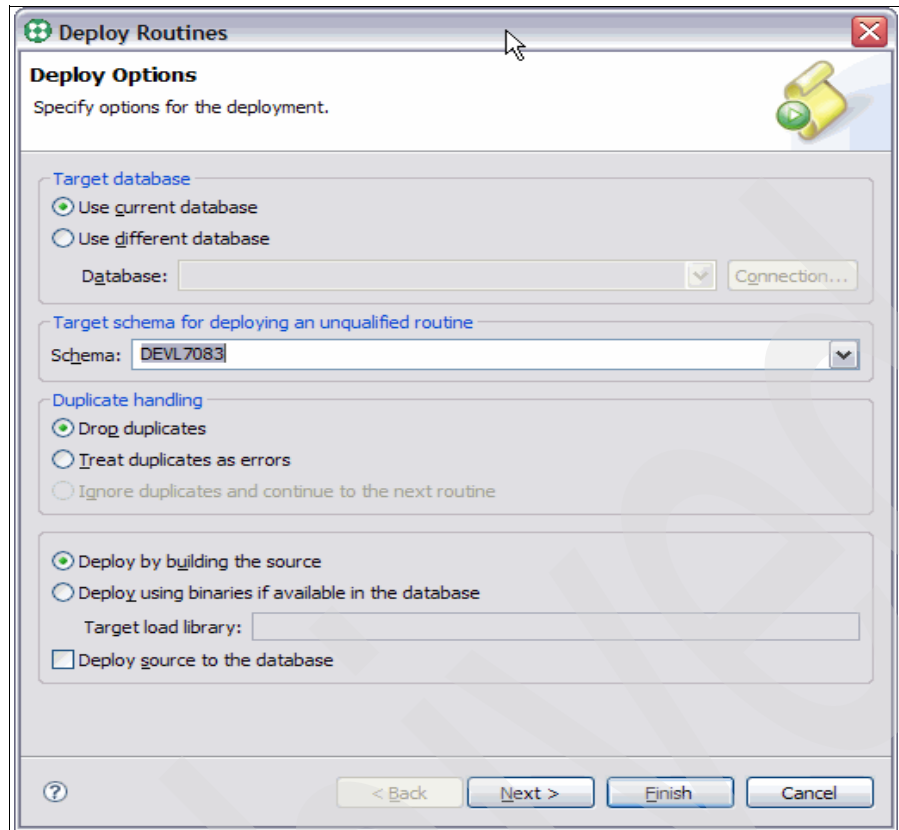 Deploy Routines
Deploy Options
Specify options for the deployment.
Target database
Use current database
Use different database
Database:
Connection...
Target schema for deploying an unqualified routine
Schema: DEVL7083
Duplicate handling
Drop duplicates
Treat duplicates as errors
Ignore duplicates and continue to the next routine
Deploy by building the source
Deploy using binaries if available in the database
Target load library:
Deploy source to the database
? < Back Next > Finish Cancel